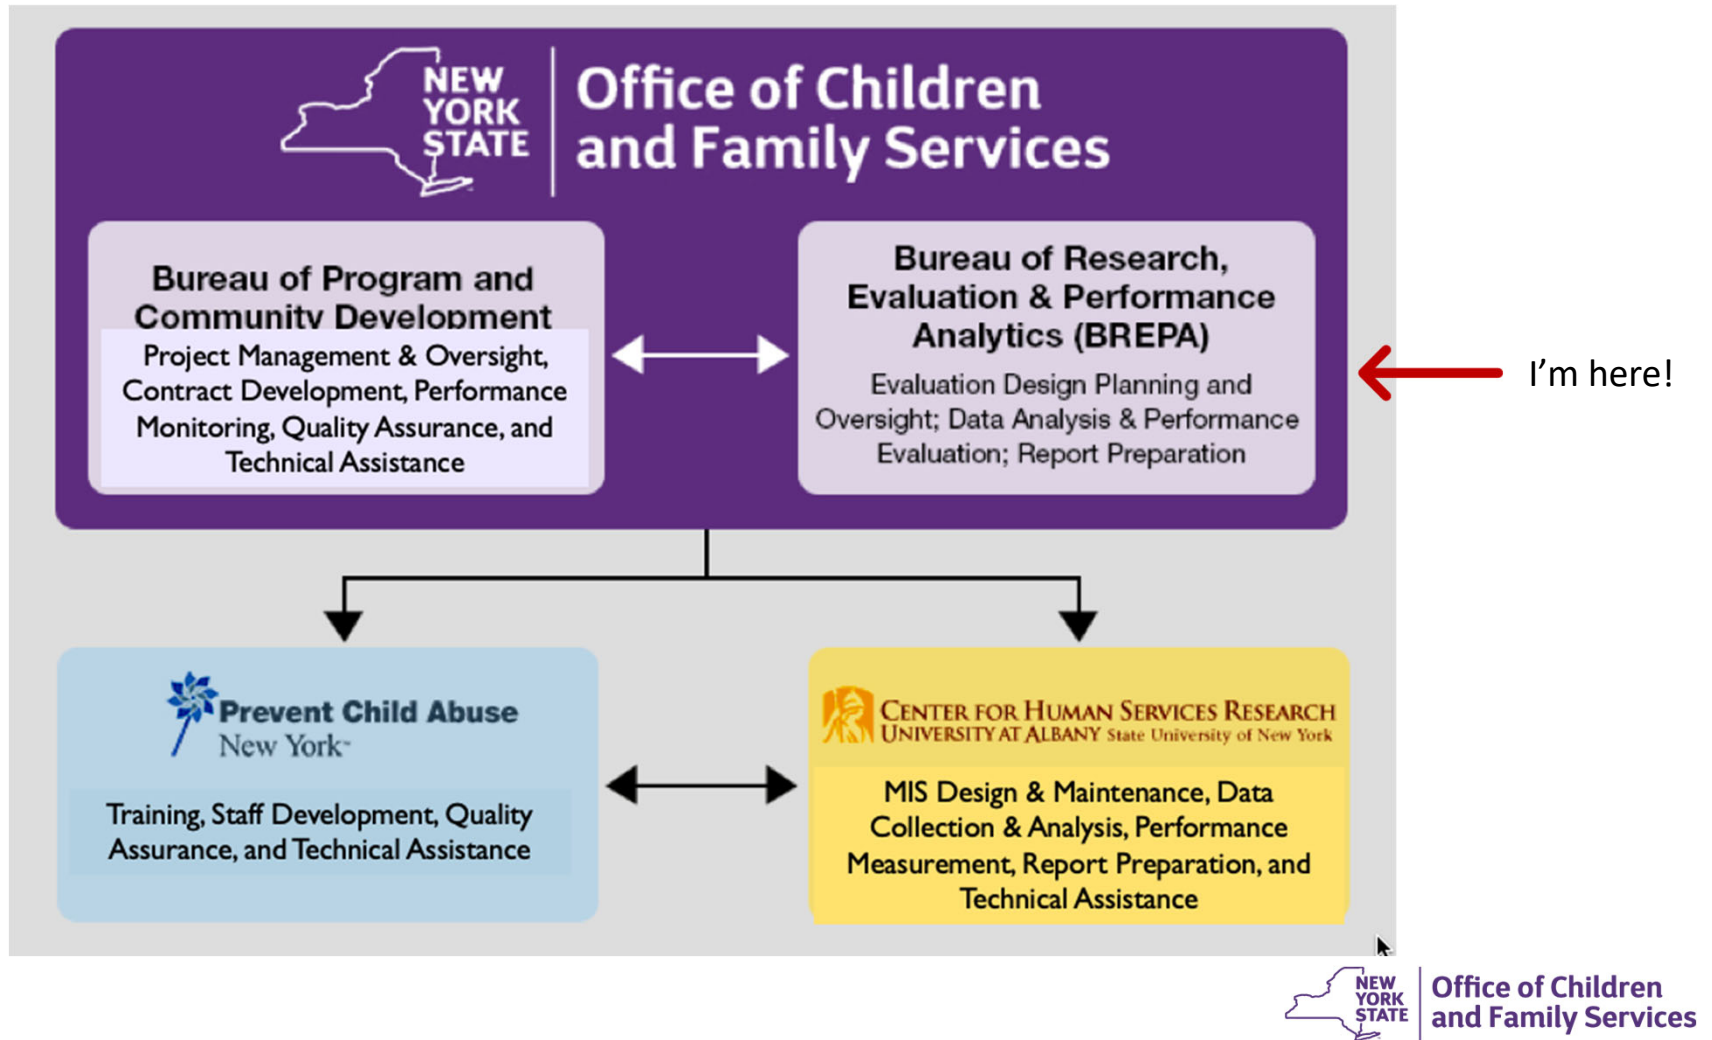 NEW
YORK
STATE
Office of Children
and Family Services
Bureau of Program and
Community Development
Project Management & Oversight,
Contract Development, Performance
Monitoring, Quality Assurance, and
Technical Assistance
Bureau of Research,
Evaluation & Performance
Analytics (BREPA)
Evaluation Design Planning and
Oversight; Data Analysis & Performance
Evaluation; Report Preparation
I'm here!
Prevent Child Abuse
New York
Training, Staff Development, Quality
Assurance, and Technical Assistance
CENTER FOR HUMAN SERVICES RESEARCH
UNIVERSITY AT ALBANY State University of New York
MIS Design & Maintenance, Data
Collection & Analysis, Performance
Measurement, Report Preparation, and
Technical Assistance
NEW
YORK
STATE
Office of Children
and Family Services